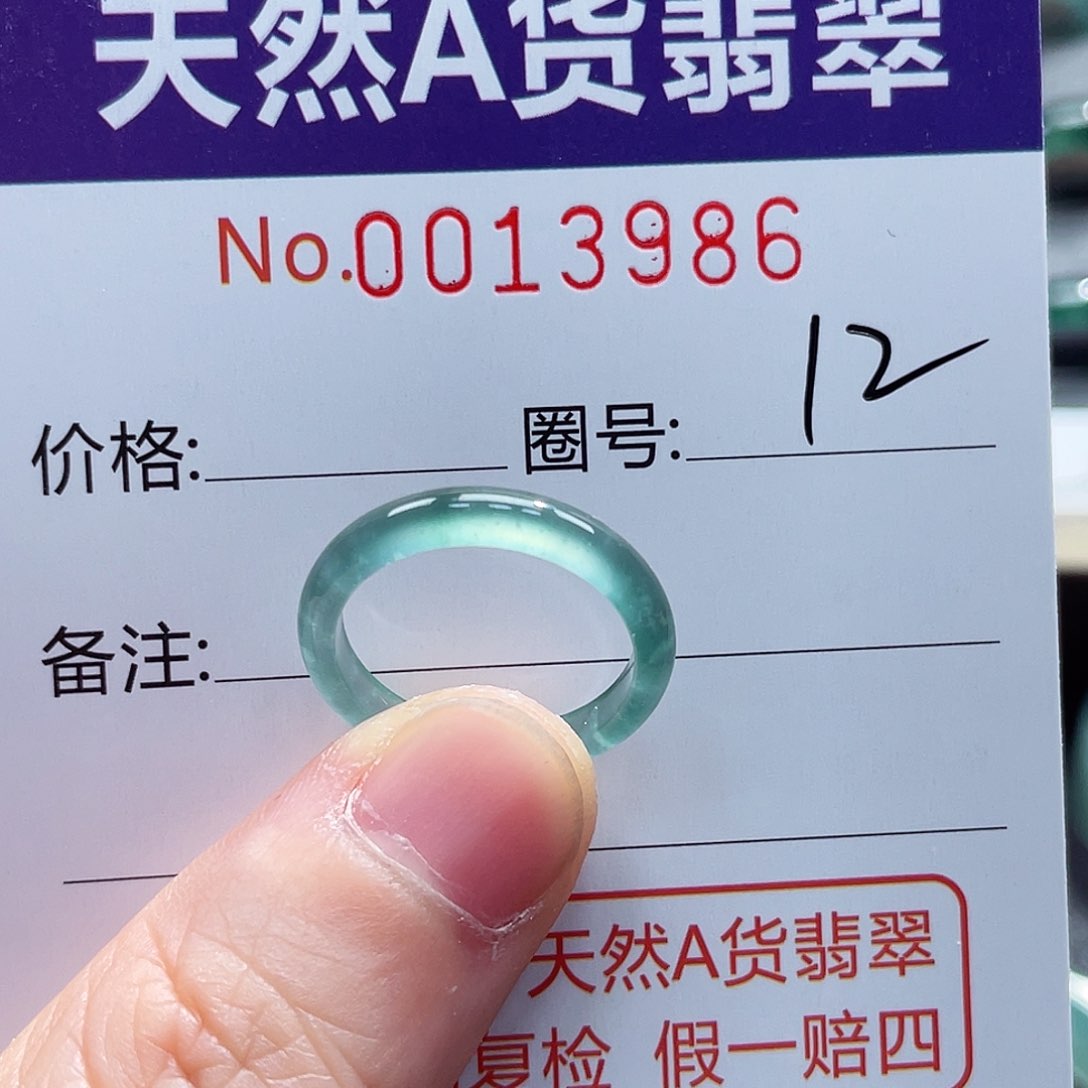 天然A货翡翠
No.0013986
价格: 圈号: 12
备注:
天然A货翡翠
复检 假一赔四